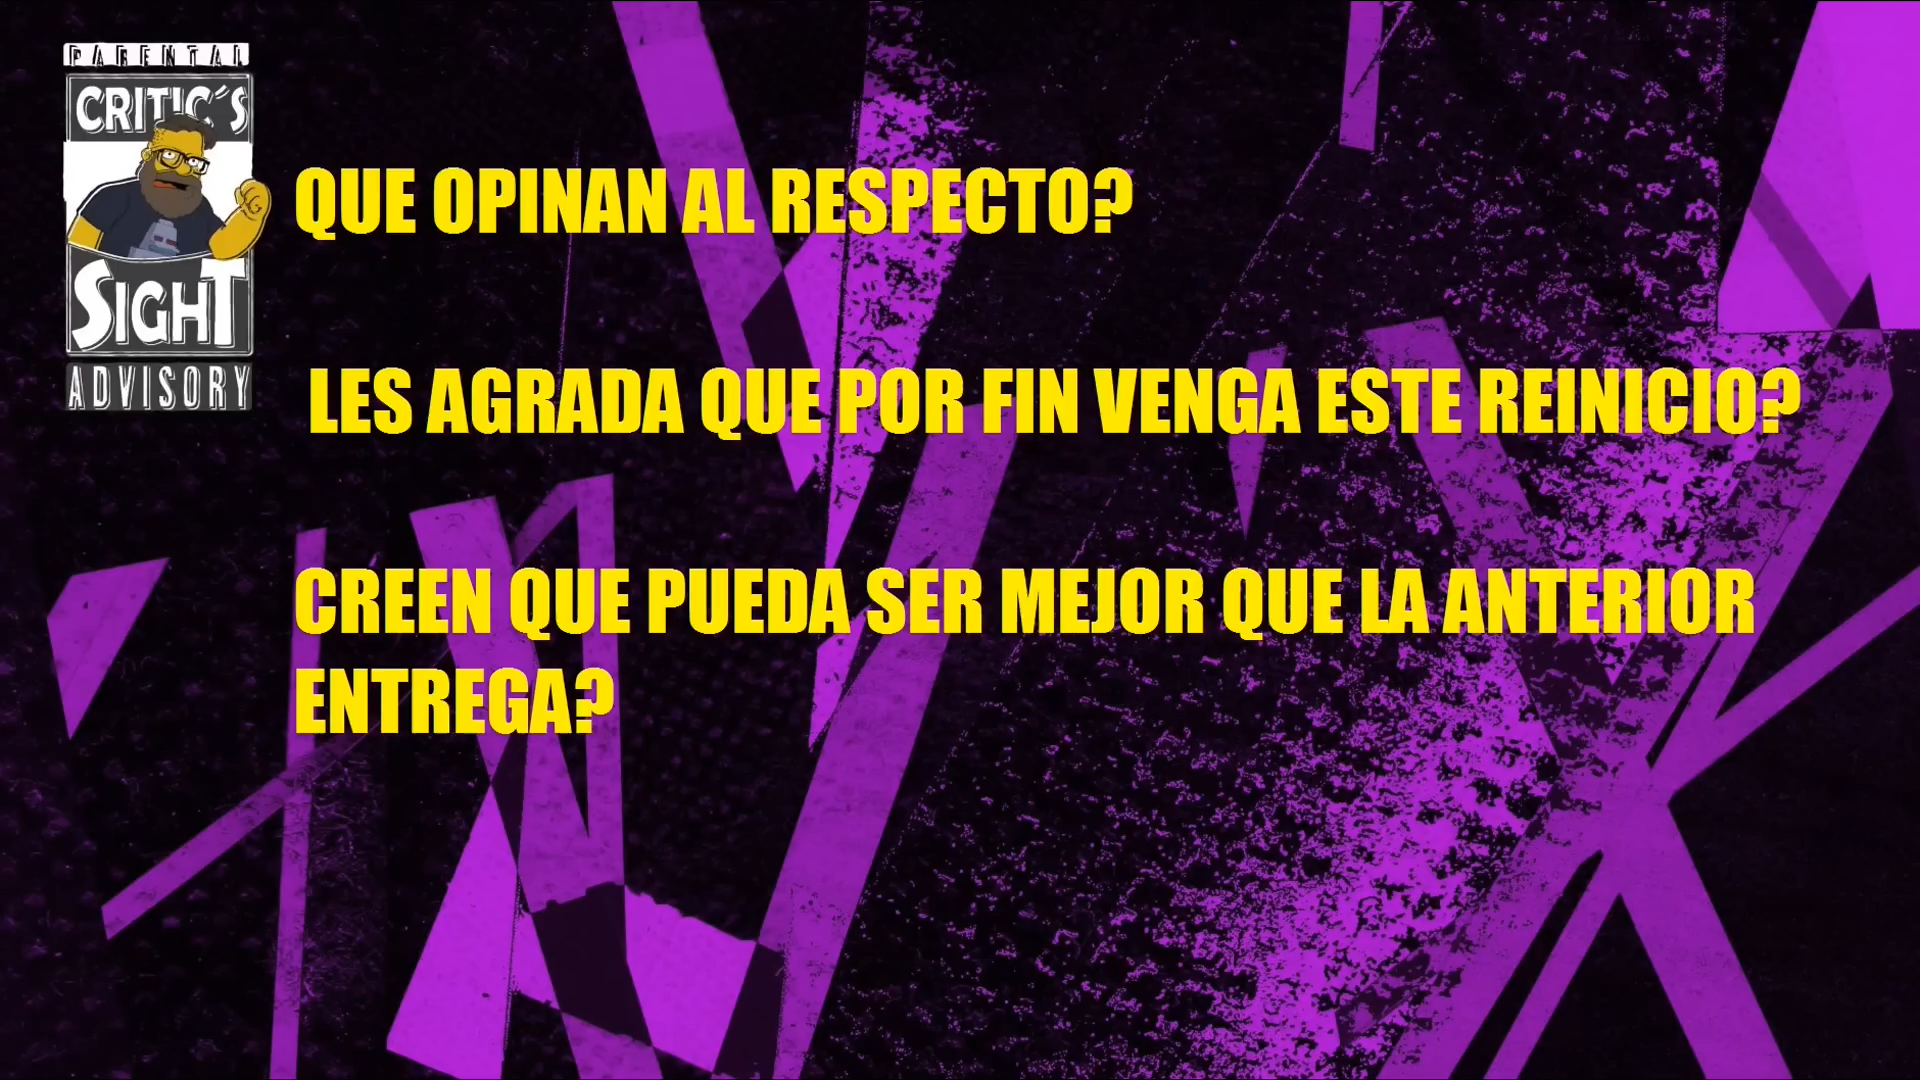 PARENTAL
CRITIC´S
SIGHT
ADVISORY
QUE OPINAN AL RESPECTO?
LES AGRADA QUE POR FIN VENGA ESTE REINICIO?
CREEN QUE PUEDA SER MEJOR QUE LA ANTERIOR
ENTREGA?